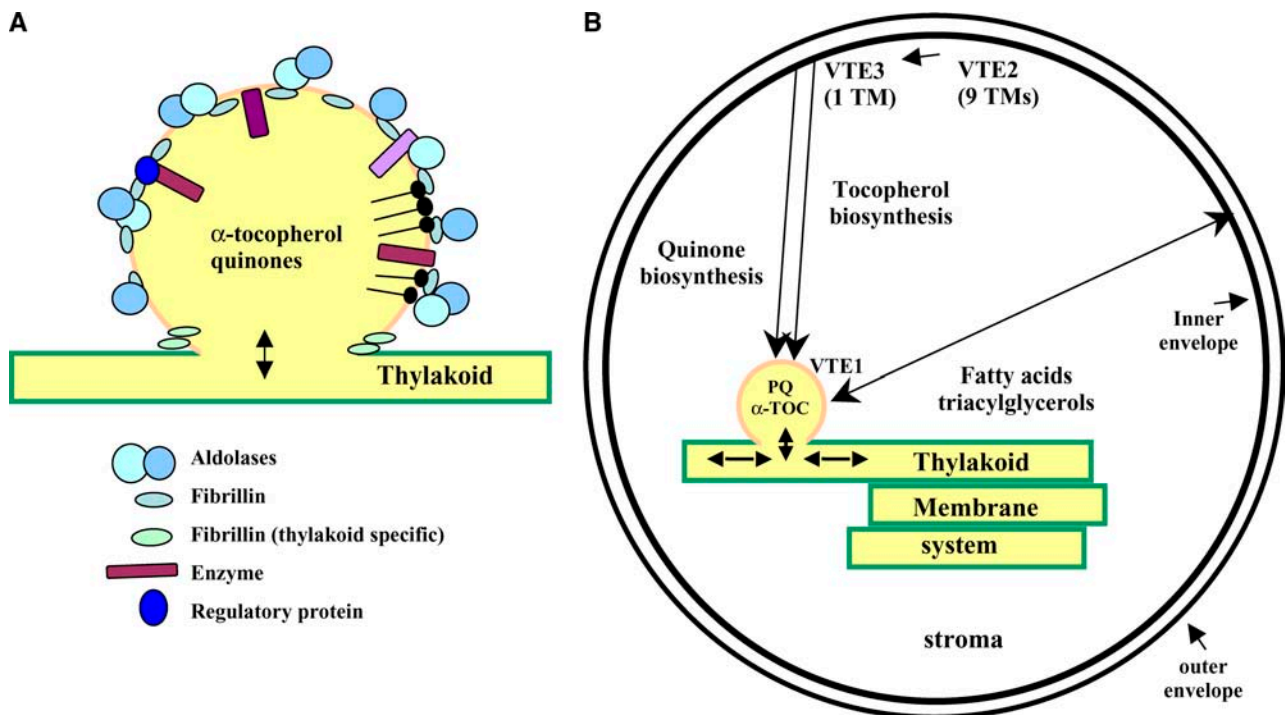 A
α-tocopherol
quinones
Thylakoid
Aldolases
Fibrillin
Fibrillin (thylakoid specific)
Enzyme
Regulatory protein
B
VTE3
(1 TM)
VTE2
(9 TMs)
Tocopherol
biosynthesis
Quinone
biosynthesis
Inner
envelope
VTE1
PQ
α-TOC
Fatty acids
triacylglycerols
Thylakoid
Membrane
system
stroma
outer
envelope